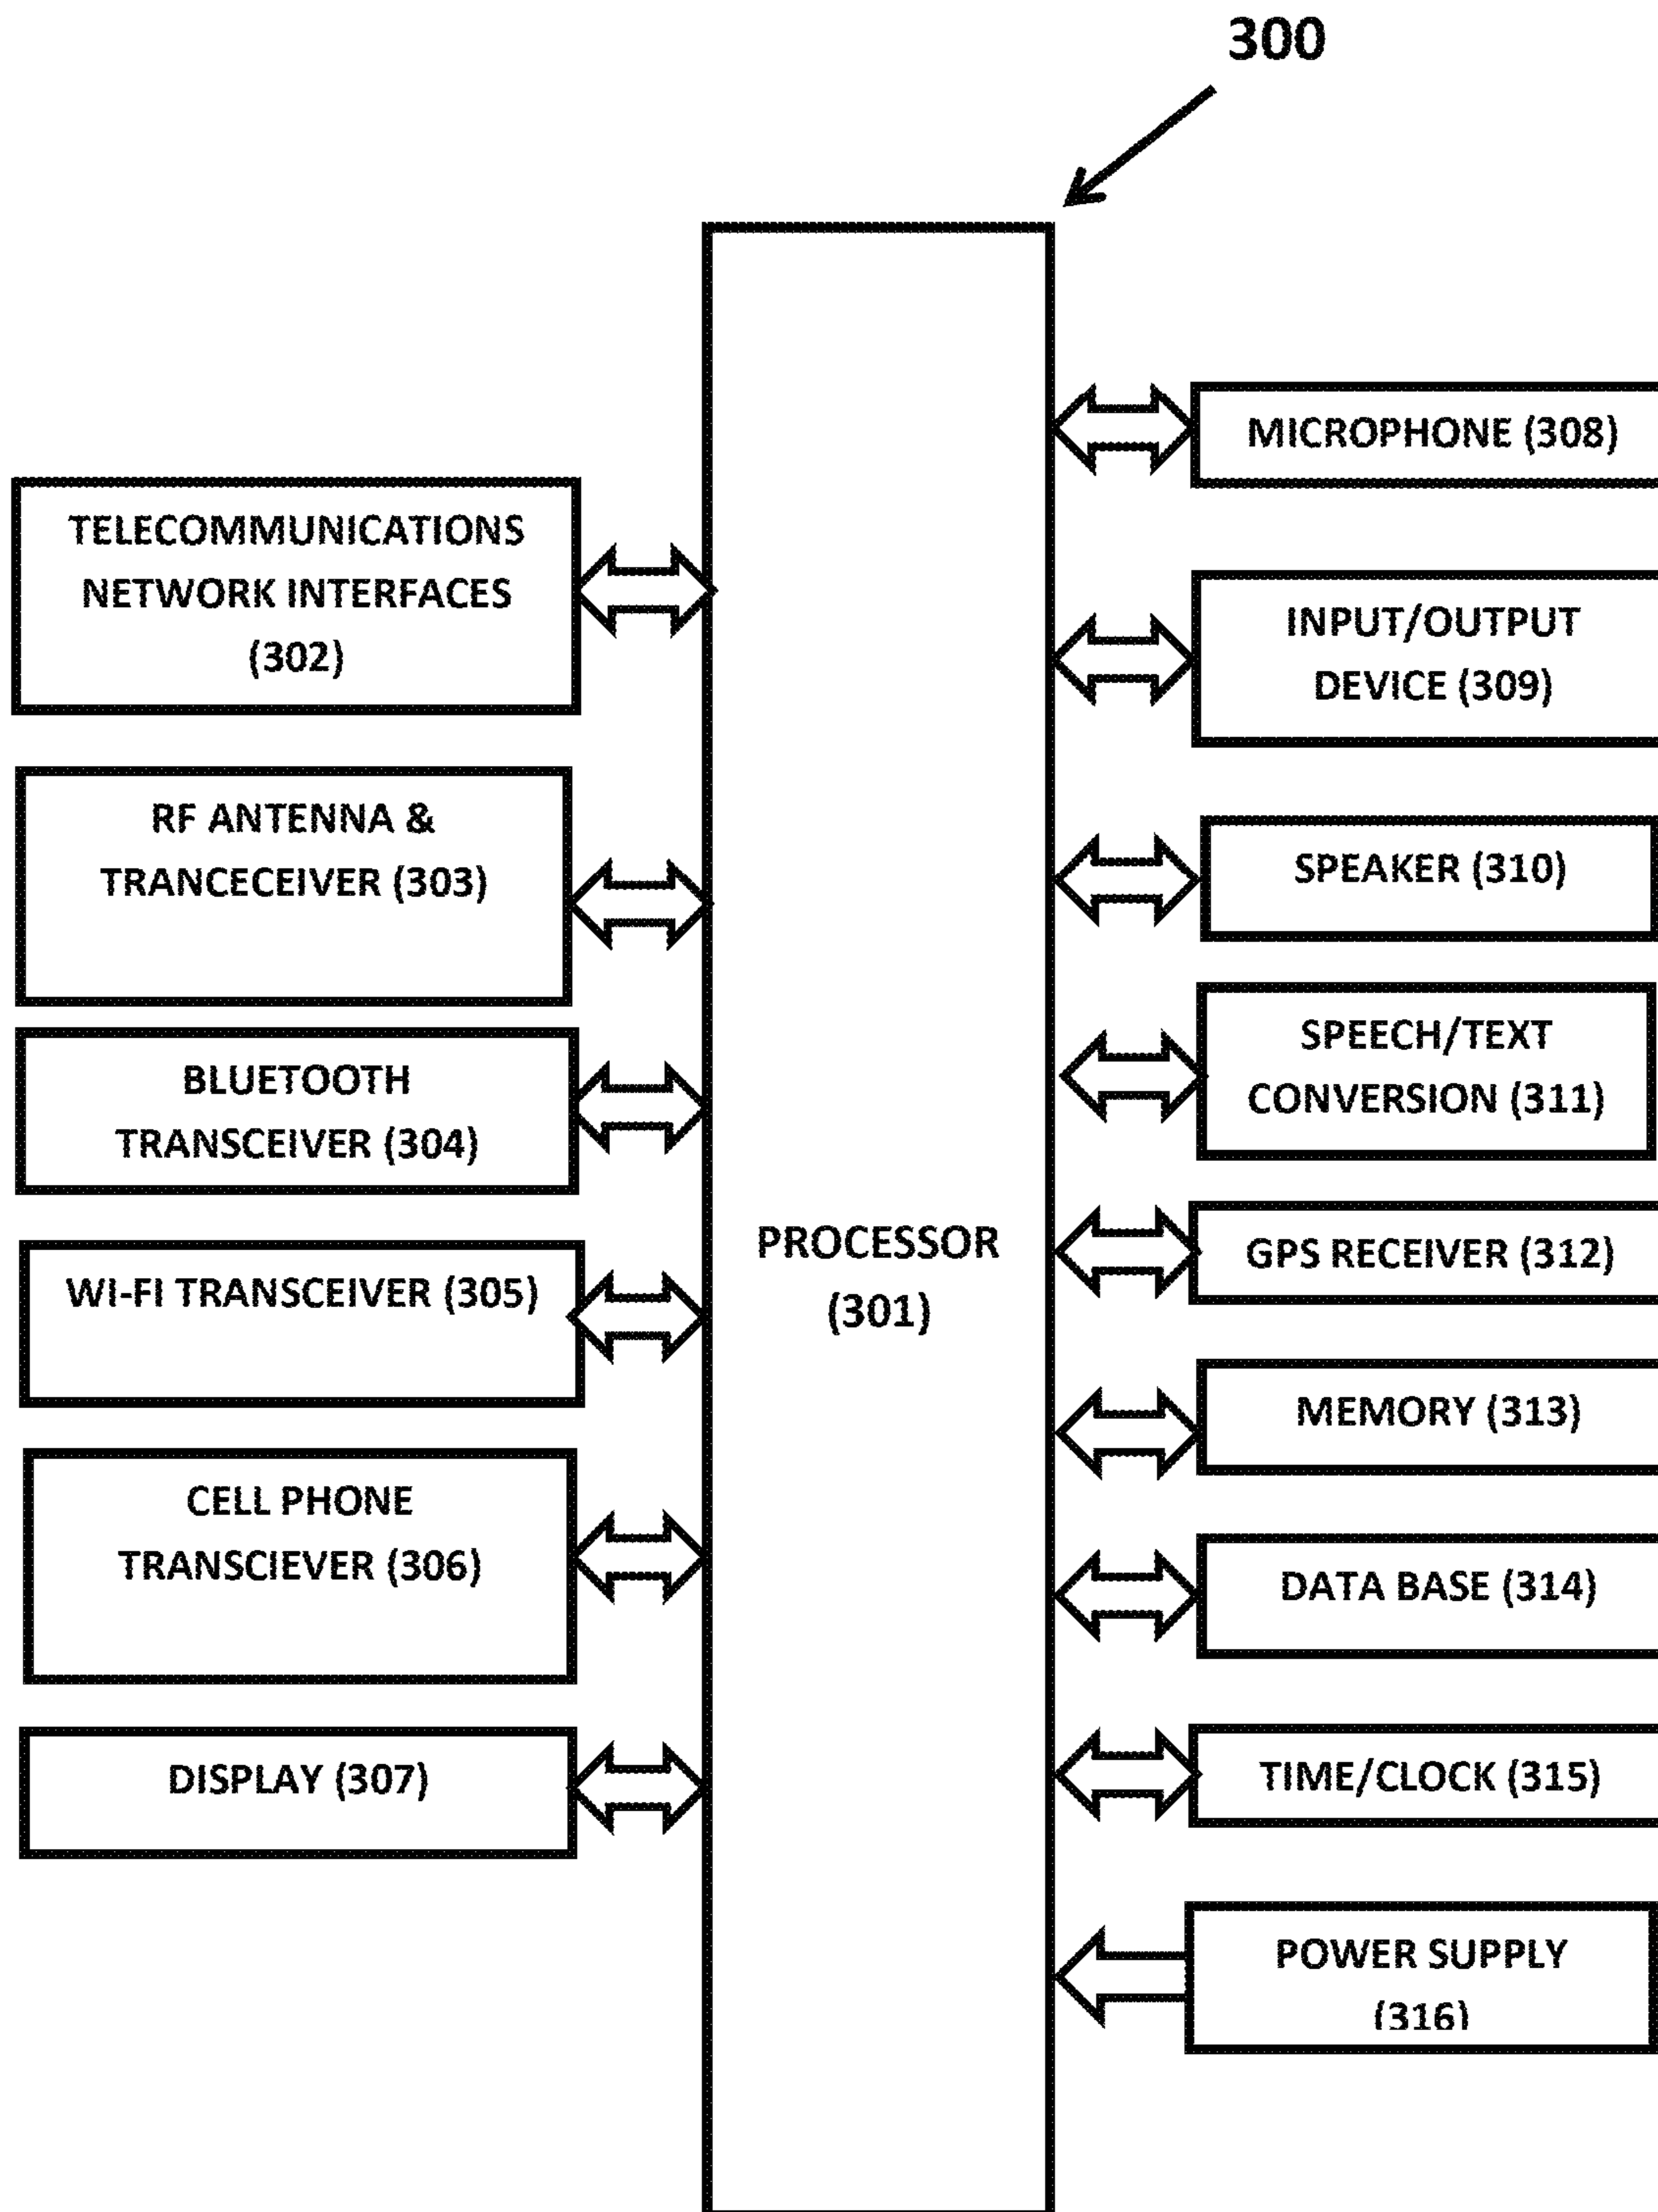 300
TELECOMMUNICATIONS
NETWORK INTERFACES
(302)
RF ANTENNA &
TRANCECEIVER (303)
BLUETOOTH
TRANSCEIVER (304)
WI-FI TRANSCEIVER (305)
CELL PHONE
TRANSCIEVER (306)
DISPLAY (307)
PROCESSOR
(301)
MICROPHONE (308)
INPUT/OUTPUT
DEVICE (309)
SPEAKER (310)
SPEECH/TEXT
CONVERSION (311)
GPS RECEIVER (312)
MEMORY (313)
DATA BASE (314)
TIME/CLOCK (315)
POWER SUPPLY
(316)